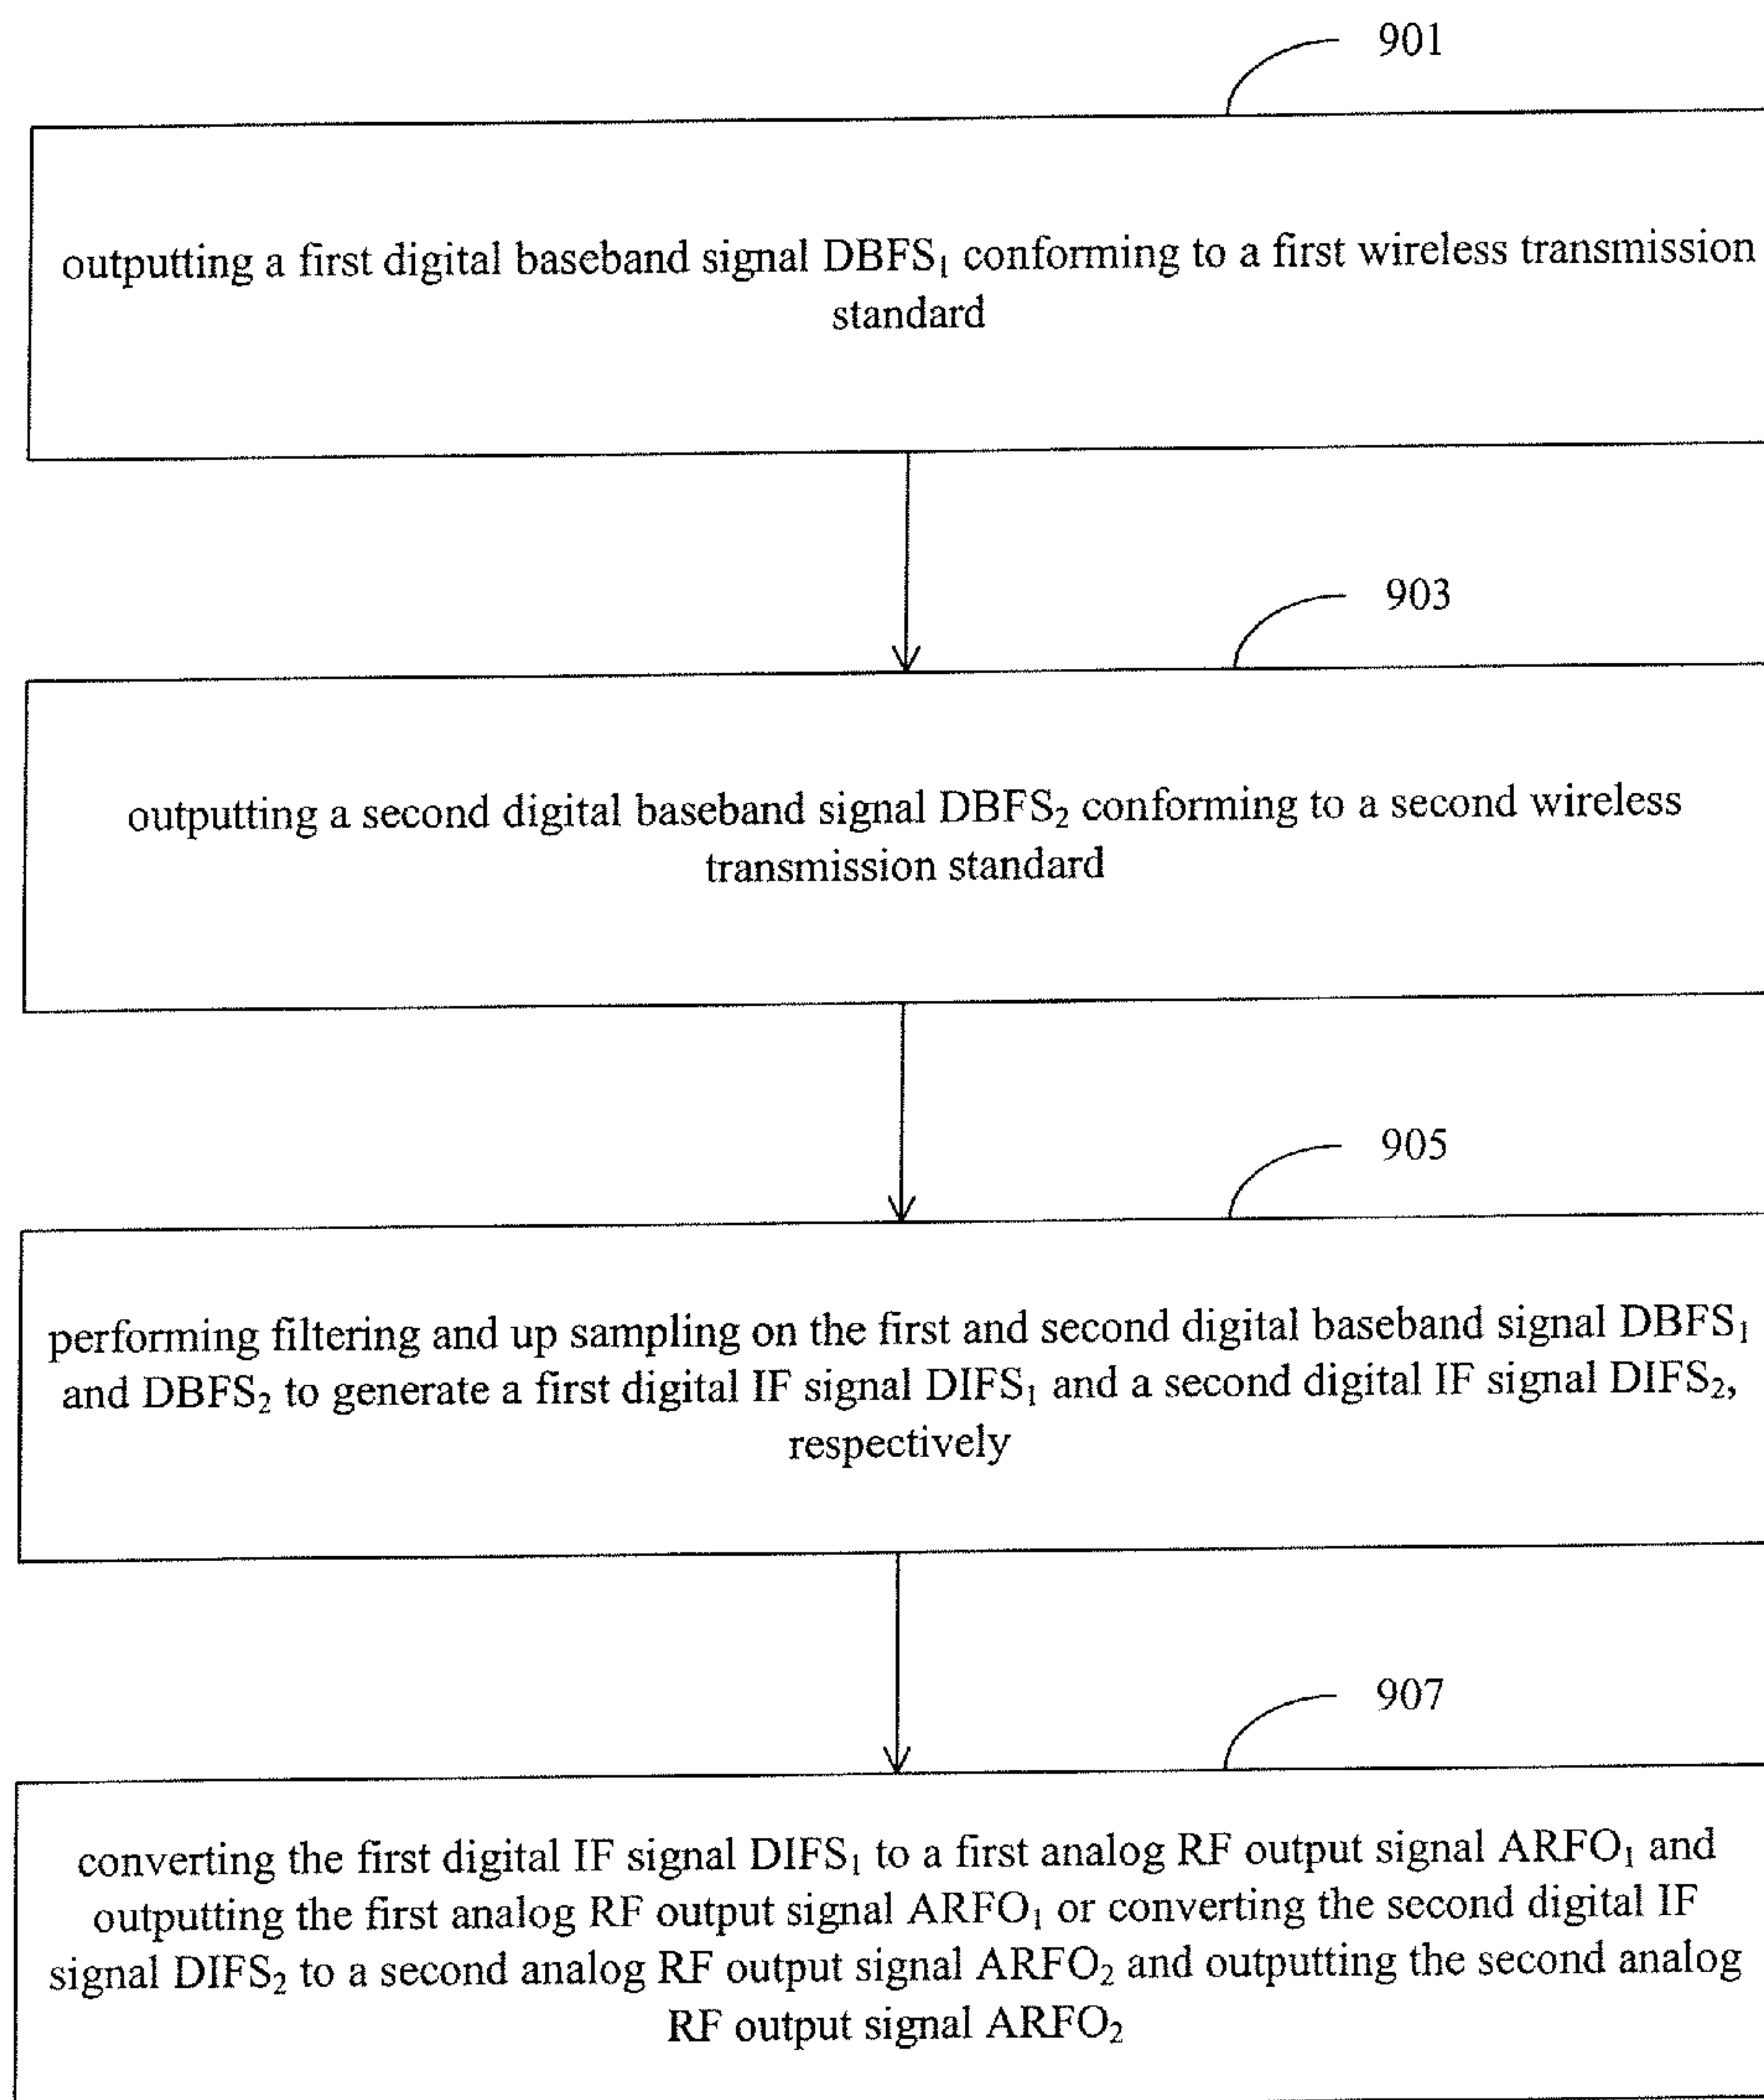 901
outputting a first digital baseband signal DBFS₁ conforming to a first wireless transmission
standard
903
outputting a second digital baseband signal DBFS₂ conforming to a second wireless
transmission standard
905
performing filtering and up sampling on the first and second digital baseband signal DBFS₁
and DBFS₂ to generate a first digital IF signal DIFS₁ and a second digital IF signal DIFS₂,
respectively
907
converting the first digital IF signal DIFS₁ to a first analog RF output signal ARFO₁ and
outputting the first analog RF output signal ARFO₁ or converting the second digital IF
signal DIFS₂ to a second analog RF output signal ARFO₂ and outputting the second analog
RF output signal ARFO₂